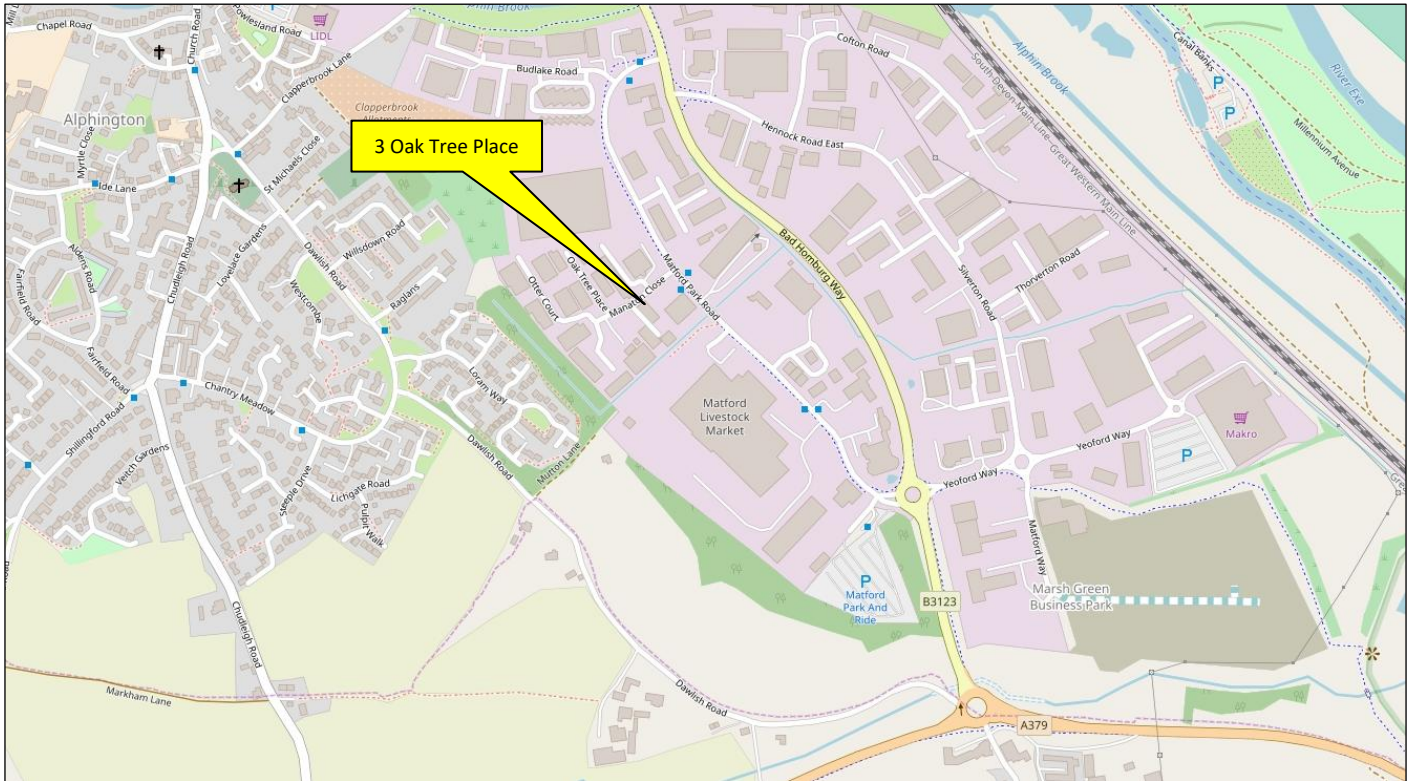 Chapel Road
Church Road
LIDL
Clapperbrook Lane
Alphington
Myrtle Close
Ide Lane
St Michaels Close
Clapperbrook
Allotments
Budlake Road
Cofton Road
Hennock Road East
South Devon Main Line - Great Western Main Line
Alphin Brook
Canal Banks
P
P
River Exe
Millennium Avenue
3 Oak Tree Place
Aldens Road
Fairfield Road
Chudleigh Road
Lovelace Gardens
Willsdown Road
Dawlish Road
Westcombe
Raglans
Otter Court
Oak Tree Place
Manaton Close
Matford Park Road
Bad Homburg Way
Silverton Road
Thorverton Road
Fairfield Road
Shillingford Road
Chantry Meadow
Loram Way
Matford
Livestock
Market
Makro
Yeoford Way
P
Veitch Gardens
Steeple Drive
Lichgate Road
Pulpit Walk
Dawlish Road
Mutton Lane
Yeoford Way
Matford Way
P
Matford
Park And
Ride
B3123
Marsh Green
Business Park
Chudleigh Road
Markham Lane
Dawlish Road
A379